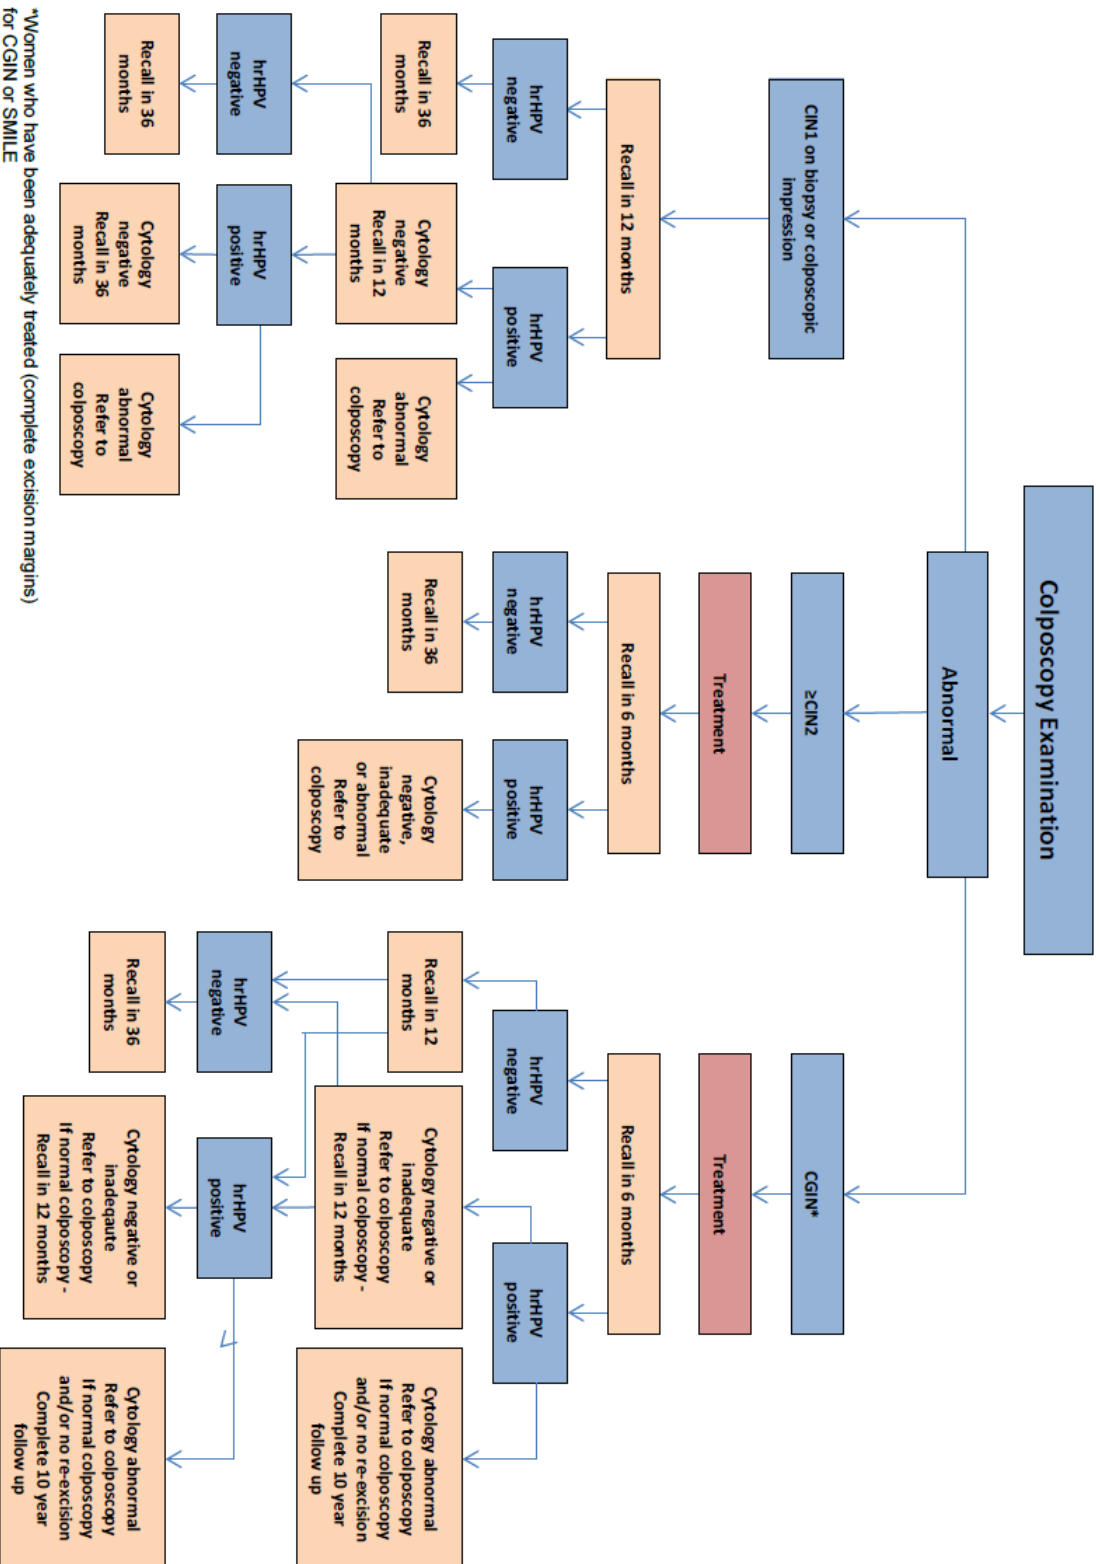 Colposcopy Examination
Abnormal
CIN1 on biopsy or colposcopic
impression
≥CIN2
CGIN*
Treatment
Treatment
Recall in 12 months
Recall in 6 months
Recall in 6 months
hrHPV
negative
hrHPV
positive
hrHPV
negative
hrHPV
positive
hrHPV
negative
hrHPV
positive
Recall in 36
months
Cytology
negative
Recall in 12
months
Cytology
abnormal
Refer to
colposcopy
Recall in 36
months
Cytology
negative,
inadequate
or abnormal
Refer to
colposcopy
Recall in 12
months
Cytology negative or
inadequate
Refer to colposcopy
If normal colposcopy -
Recall in 12 months
Cytology abnormal
Refer to colposcopy
If normal colposcopy
and/or no re-excision
Complete 10 year
follow up
hrHPV
negative
hrHPV
positive
hrHPV
negative
hrHPV
positive
Recall in 36
months
Cytology
negative
Recall in 36
months
Cytology
abnormal
Refer to
colposcopy
Recall in 36
months
Cytology negative or
inadeqaute
Refer to colposcopy
If normal colposcopy -
Recall in 12 months
Cytology abnormal
Refer to colposcopy
If normal colposcopy
and/or no re-excision
Complete 10 year
follow up
*Women who have been adequately treated (complete excision margins)
for CGIN or SMILE